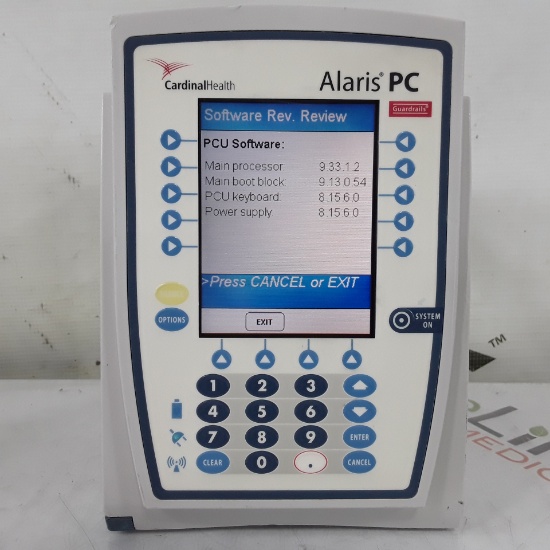 CardinalHealth
Alaris® PC
Guardrails®
Software Rev. Review
PCU Software:
Main processor 9.33.1.2
Main boot block 9.13.0.54
PCU keyboard: 8.15.6.0
Power supply: 8.15.6.0
>Press CANCEL or EXIT
EXIT
OPTIONS
SYSTEM ON
1 2 3
4 5 6
7 8 9 ENTER
CLEAR 0 . CANCEL
TM
MEDIC